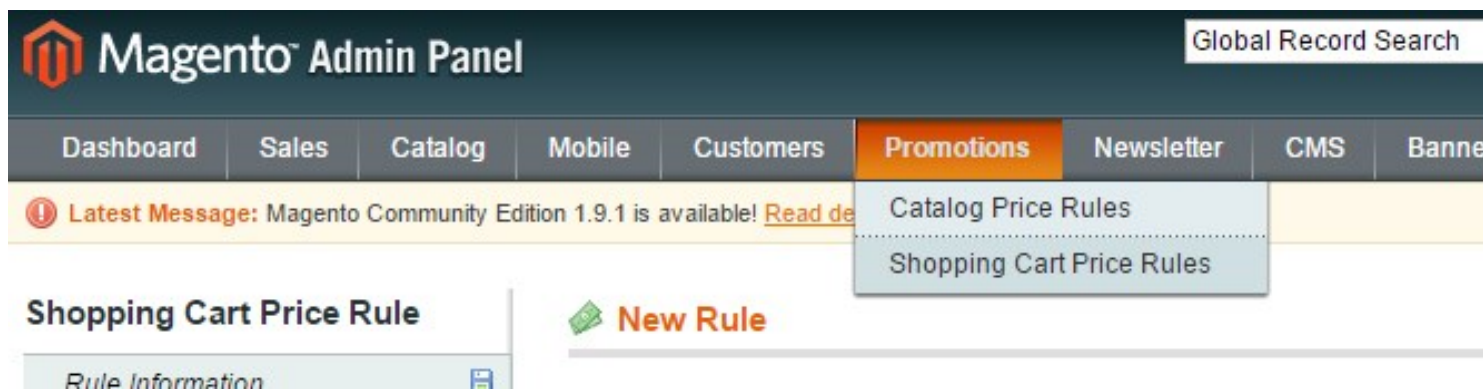 Magento™ Admin Panel
Global Record Search
Dashboard Sales Catalog Mobile Customers Promotions Newsletter CMS
Latest Message: Magento Community Edition 1.9.1 is available! Read
Catalog Price Rules
Shopping Cart Price Rules
Shopping Cart Price Rule
New Rule
Rule Information